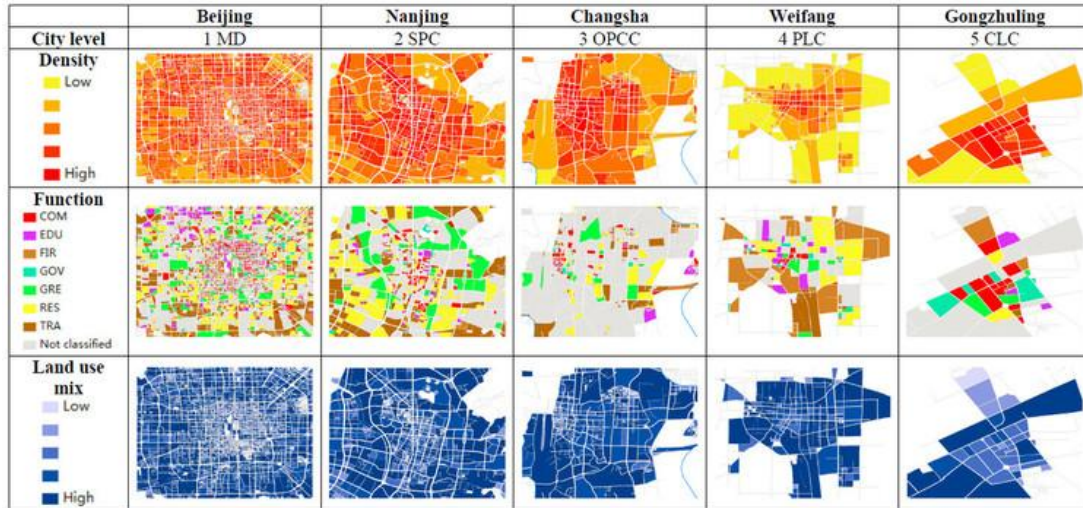 Beijing Nanjing Changsha Weifang Gongzhuling
City level 1 MD 2 SPC 3 OPCC 4 PLC 5 CLC
Density
Low
High
Function
COM
EDU
FIR
GOV
GRE
RES
TRA
Not classified
Land use
mix
Low
High